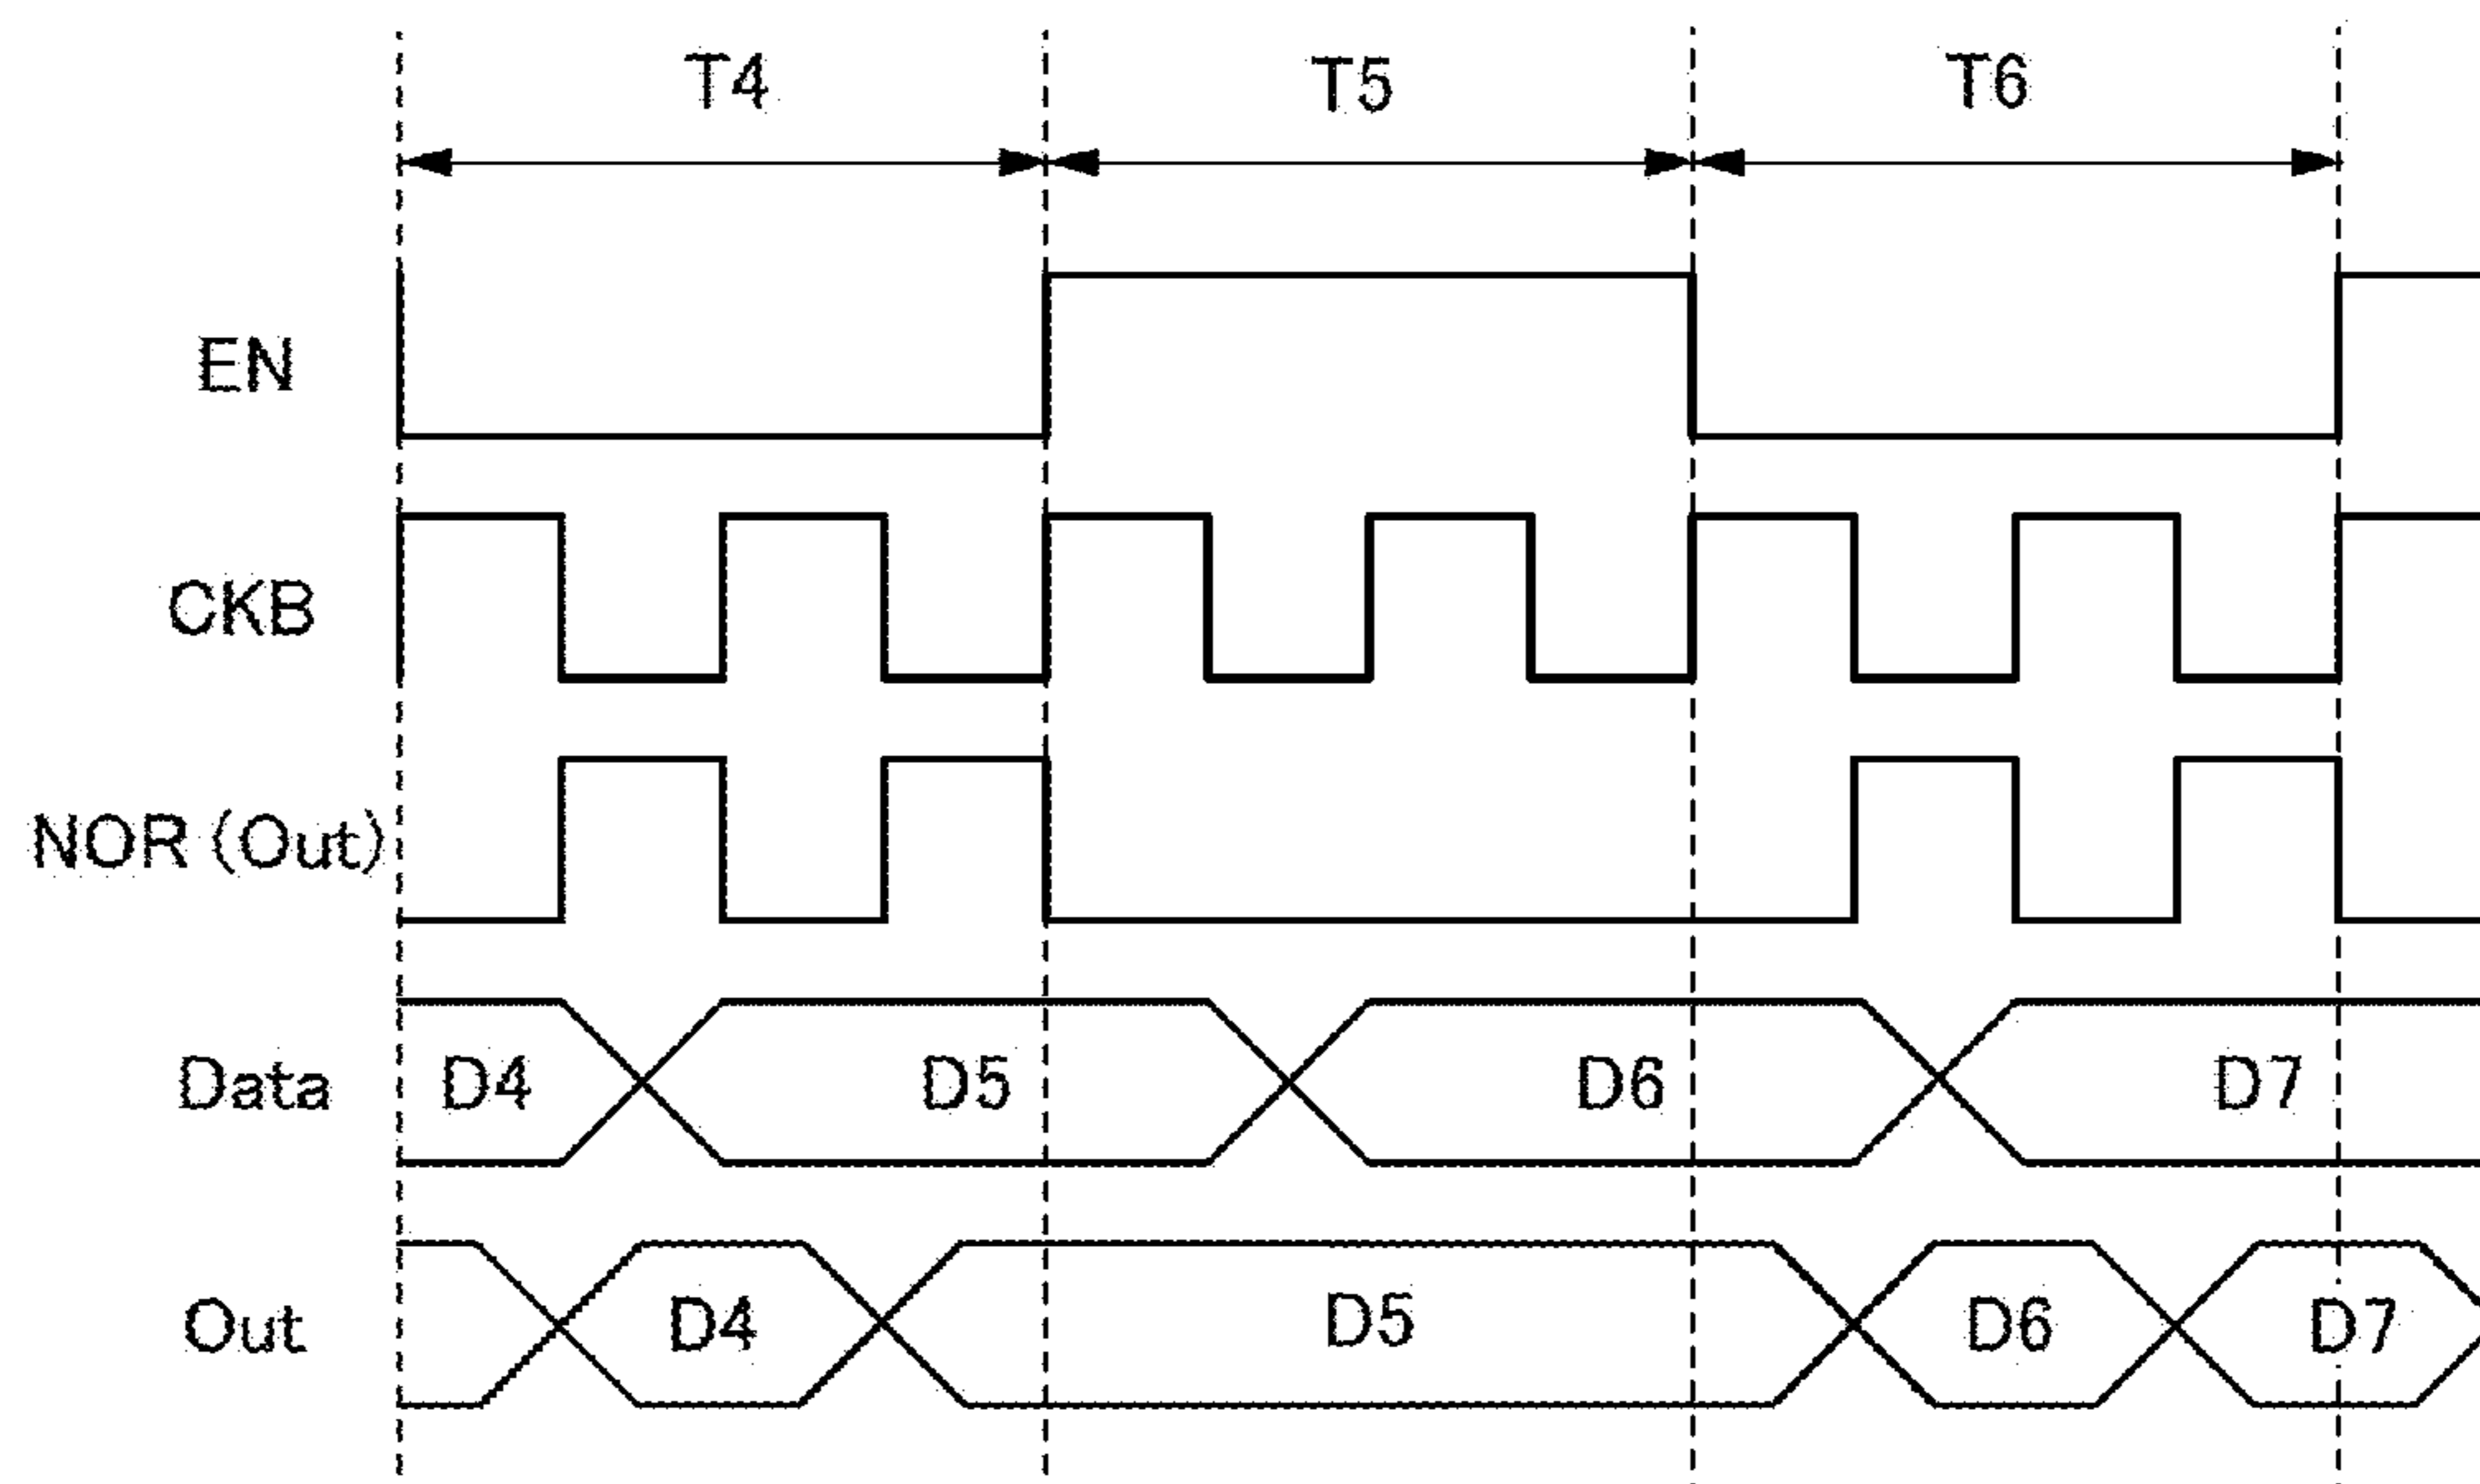 T4 T5 T6
EN
CKB
NOR (Out)
Data D4 D5 D6 D7
Out D4 D5 D6 D7